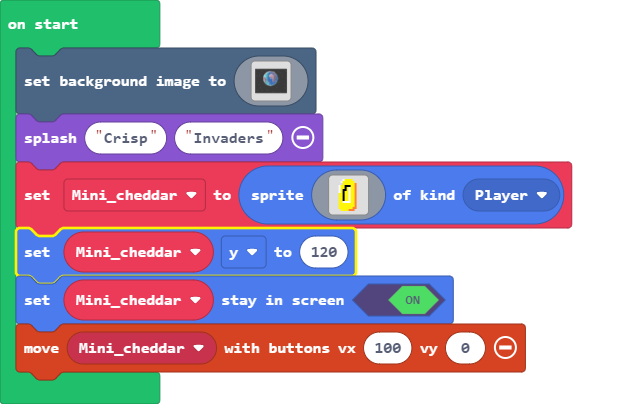 on start
set background image to
splash "Crisp" "Invaders"
set Mini_cheddar to sprite of kind Player
set Mini_cheddar y to 120
set Mini_cheddar stay in screen ON
move Mini_cheddar with buttons vx 100 vy 0